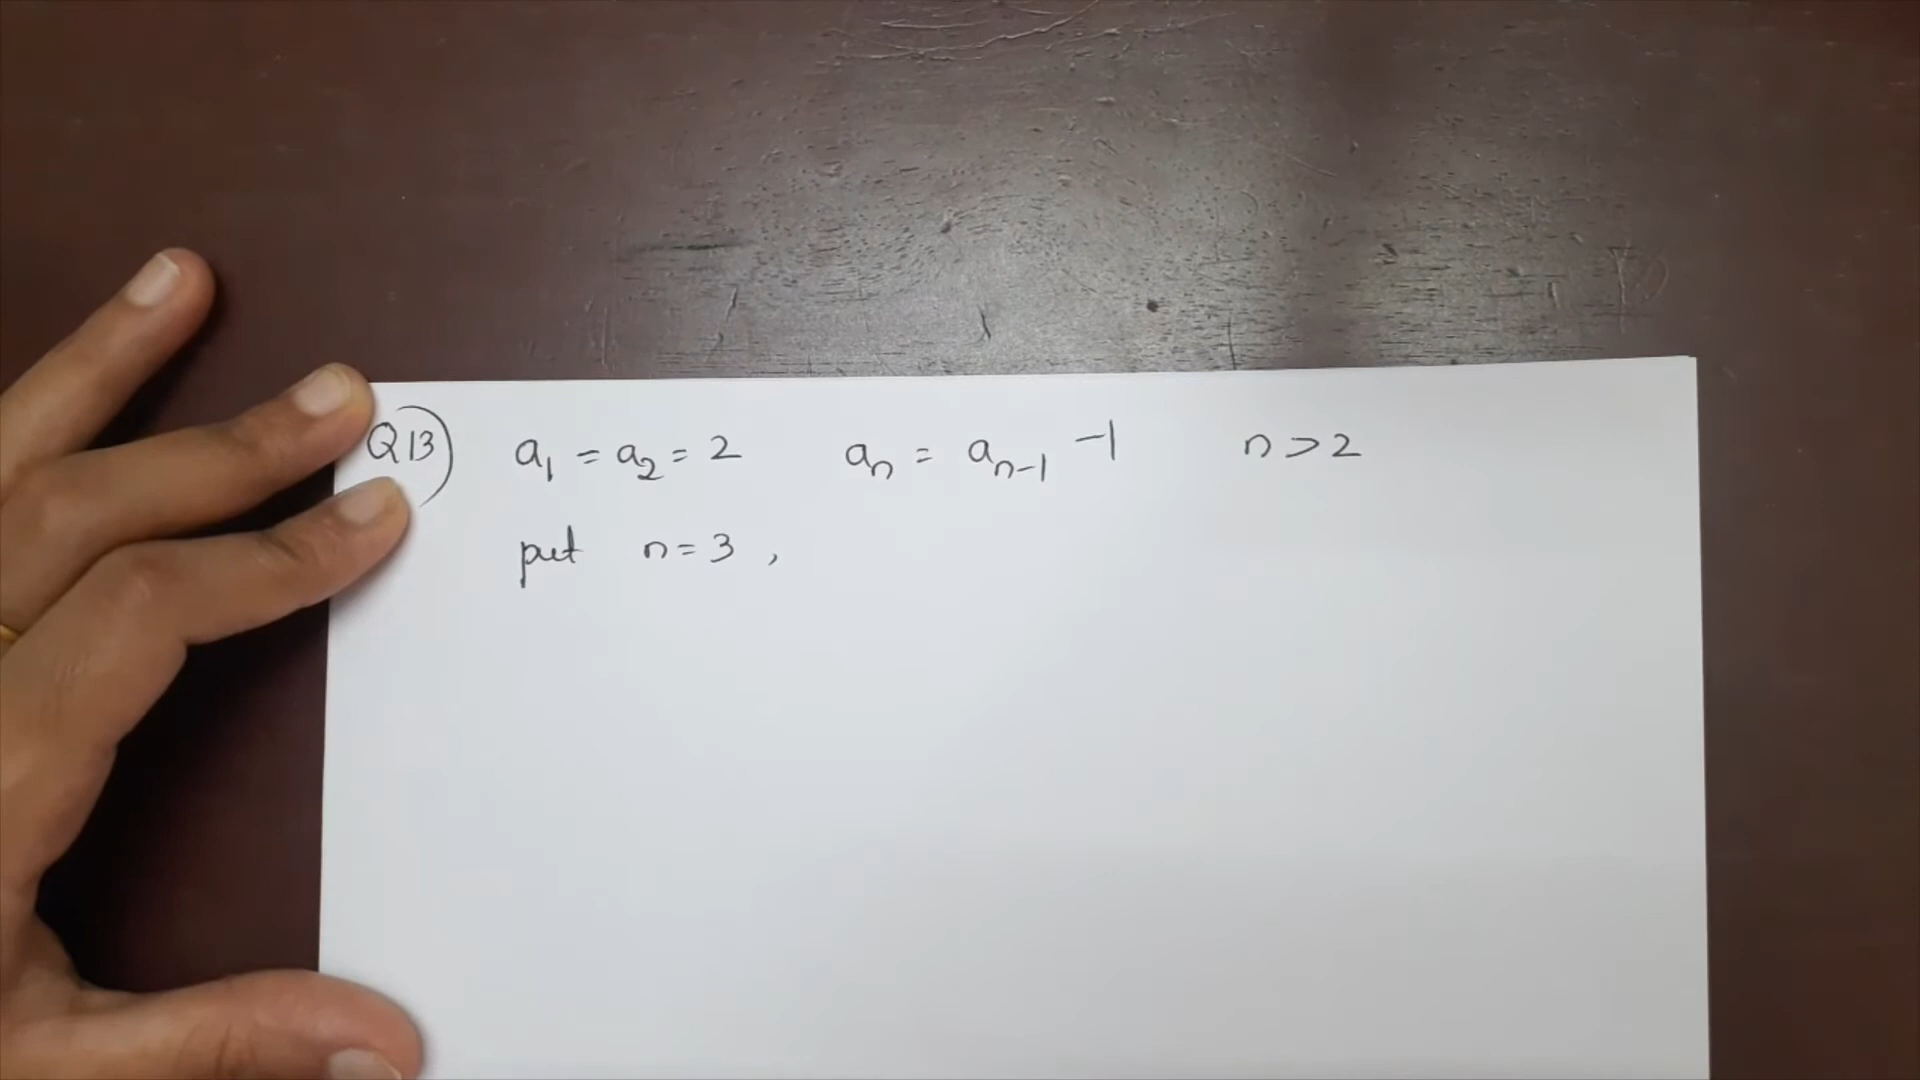 Q13) a₁ = a₂ = 2 aₙ = aₙ₋₁ -1 n > 2
put n = 3 ,